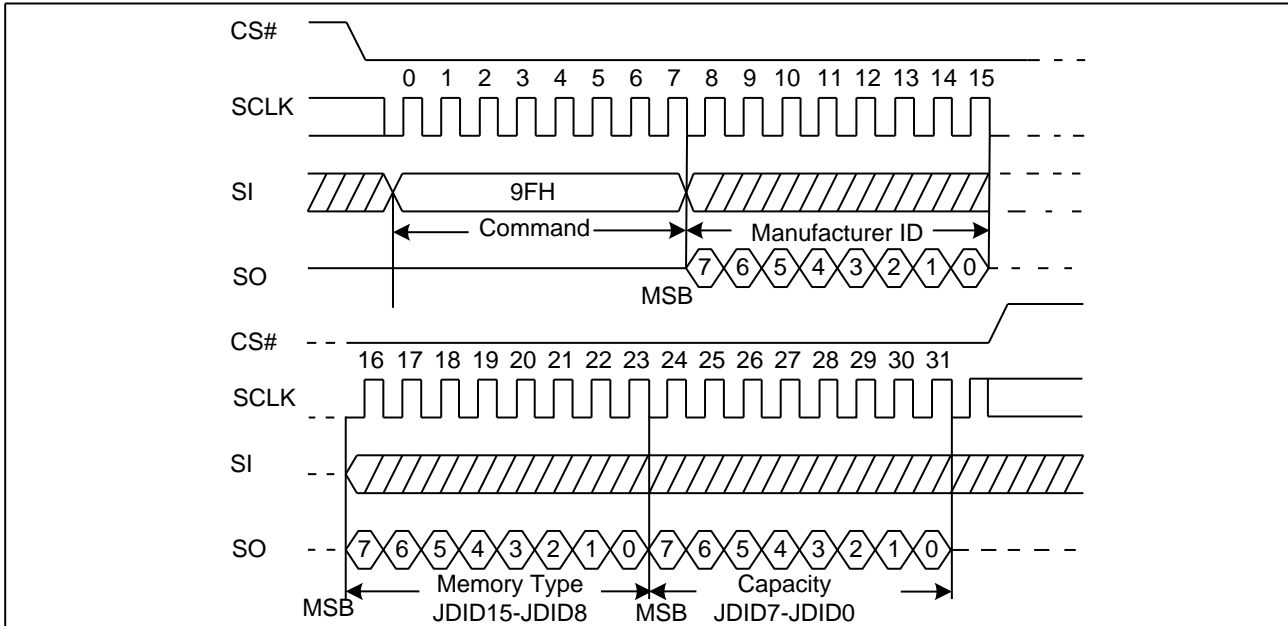 CS#
0 1 2 3 4 5 6 7 8 9 10 11 12 13 14 15
SCLK
SI
9FH
Command
Manufacturer ID
SO
7 6 5 4 3 2 1 0
MSB
CS#
16 17 18 19 20 21 22 23 24 25 26 27 28 29 30 31
SCLK
SI
SO
7 6 5 4 3 2 1 0 7 6 5 4 3 2 1 0
Memory Type Capacity
MSB JDID15-JDID8 MSB JDID7-JDID0